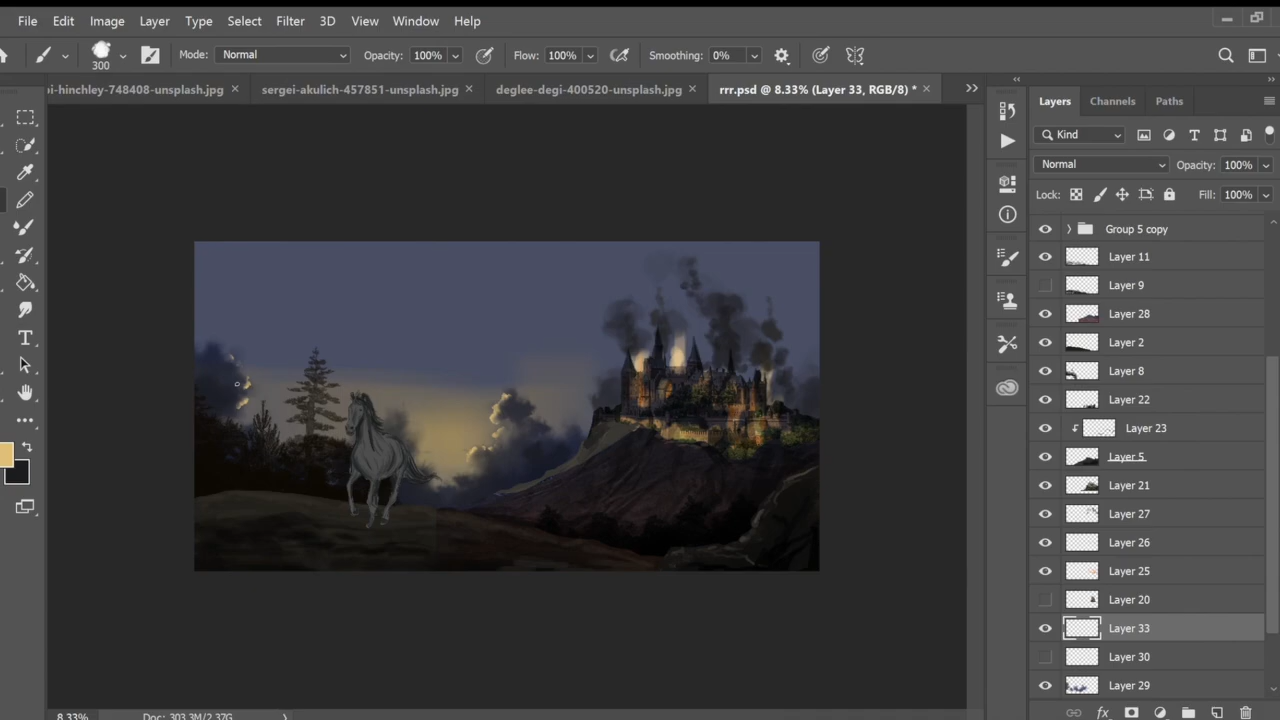 File Edit Image Layer Type Select Filter 3D View Window Help
300 Mode: Normal Opacity: 100% Flow: 100% Smoothing: 0%
ni-hinchley-748408-unsplash.jpg × sergei-akulich-457851-unsplash.jpg × deglee-degi-400520-unsplash.jpg × rrr.psd @ 8.33% (Layer 33, RGB/8) * ×
Layers Channels Paths
Kind
Normal Opacity: 100%
Lock: Fill: 100%
Group 5 copy
Layer 11
Layer 9
Layer 28
Layer 2
Layer 8
Layer 22
Layer 23
Layer 5
Layer 21
Layer 27
Layer 26
Layer 25
Layer 20
Layer 33
Layer 30
Layer 29
8.33% Doc: 303.3M/2.37G